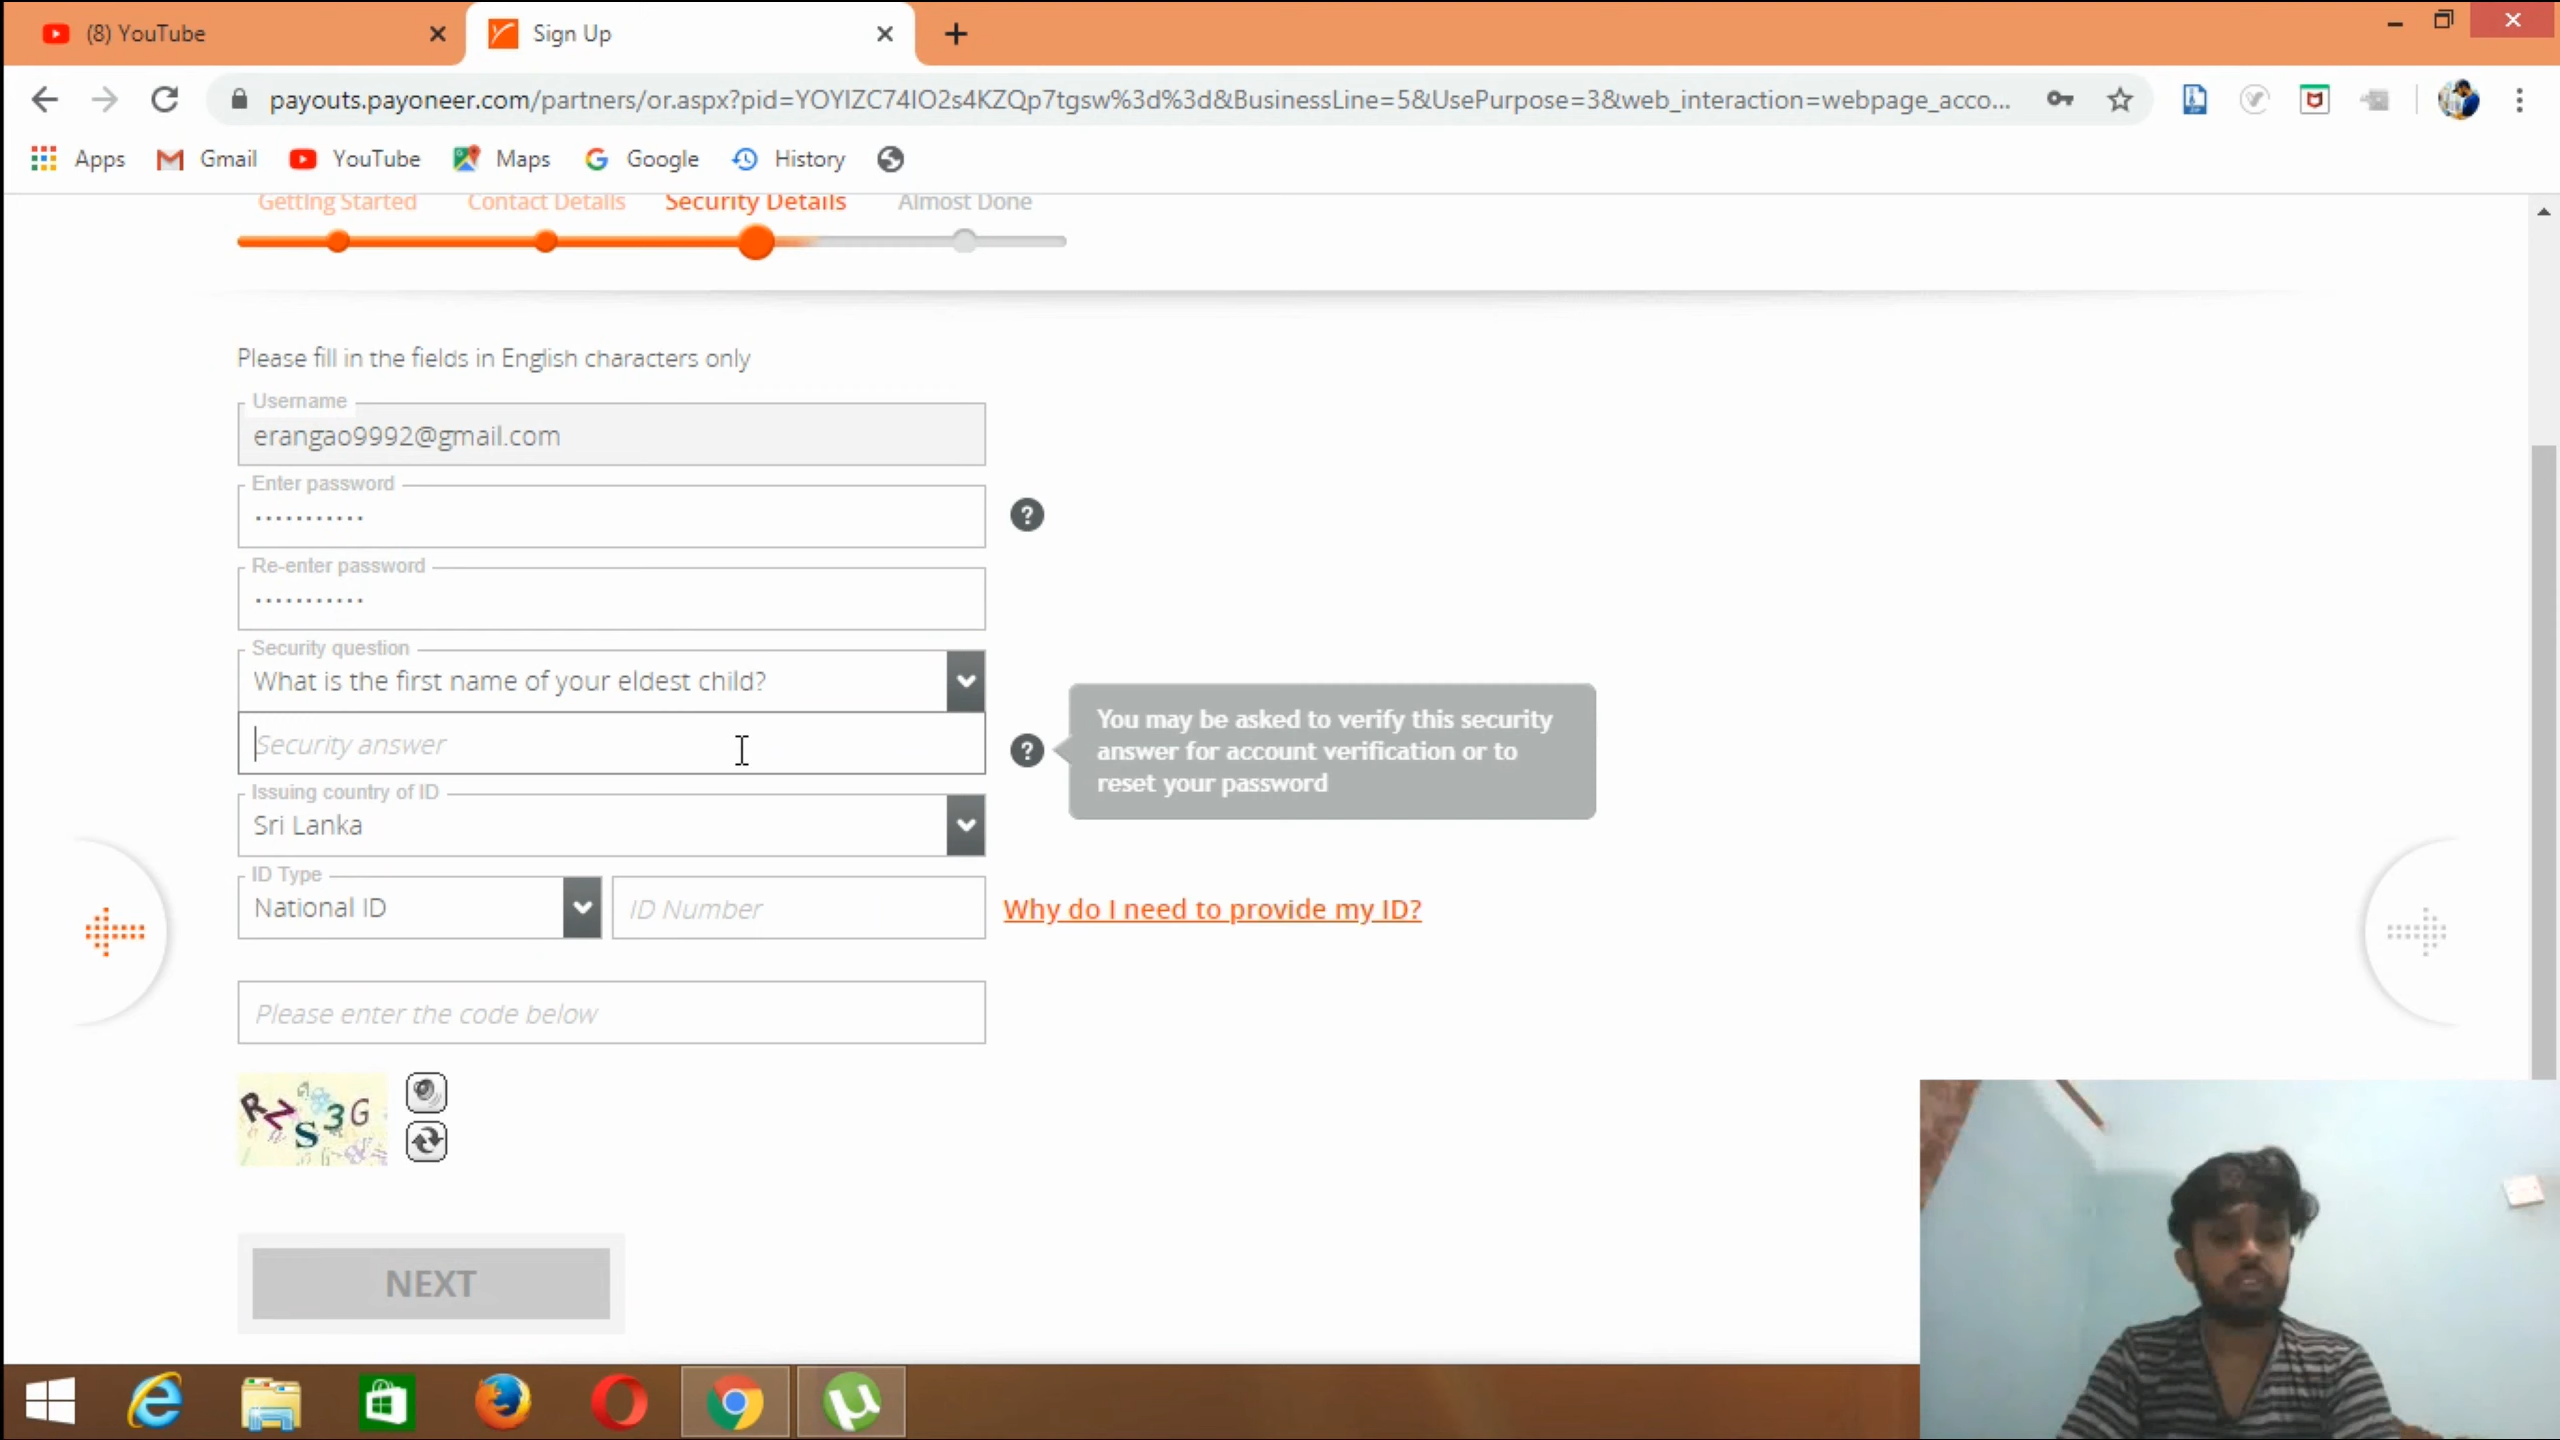 (8) YouTube
Sign Up
payouts.payoneer.com/partners/or.aspx?pid=YOYIZC74lO2s4KZQp7tgsw%3d%3d&BusinessLine=5&UsePurpose=3&web_interaction=webpage_acco...
Apps Gmail YouTube Maps Google History
Getting Started Contact Details Security Details Almost Done
Please fill in the fields in English characters only
Username
erangao9992@gmail.com
Enter password
Re-enter password
Security question
What is the first name of your eldest child?
Security answer
You may be asked to verify this security
answer for account verification or to
reset your password
Issuing country of ID
Sri Lanka
ID Type
National ID
ID Number
Why do I need to provide my ID?
Please enter the code below
RZS3G
NEXT